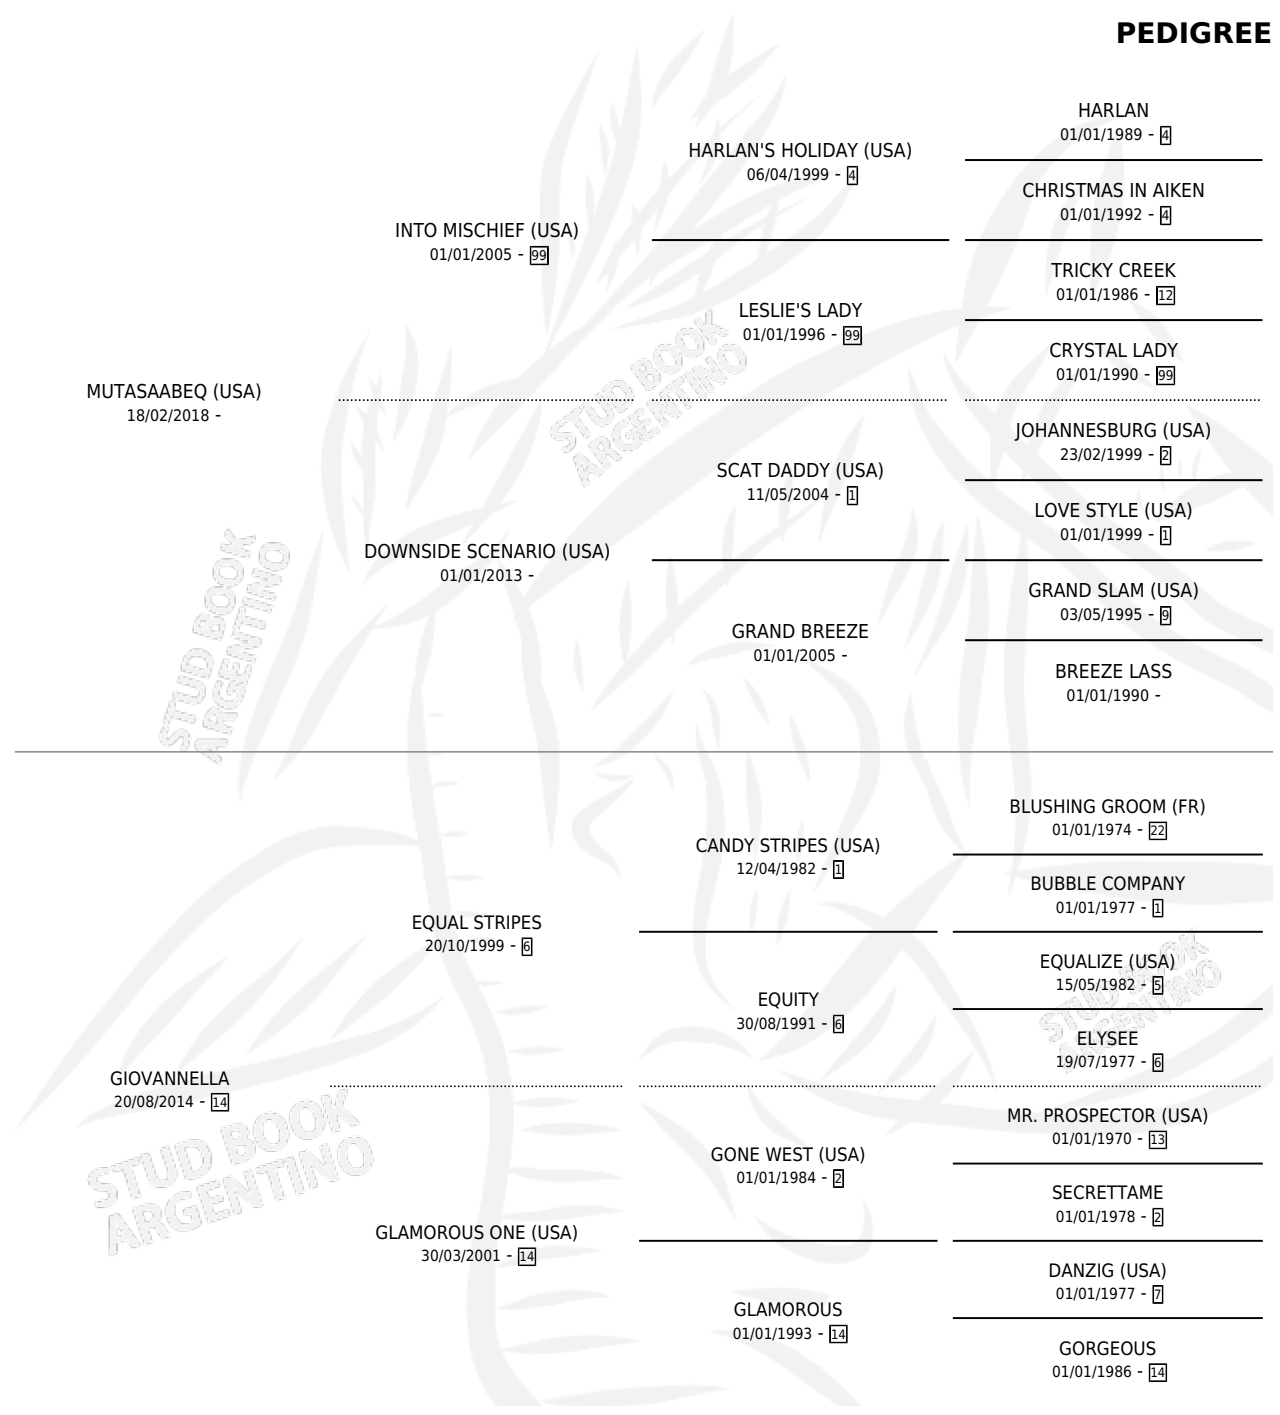 PEDIGREE
HARLAN
01/01/1989 - 4
HARLAN'S HOLIDAY (USA)
06/04/1999 - 4
CHRISTMAS IN AIKEN
01/01/1992 - 4
INTO MISCHIEF (USA)
01/01/2005 - 99
TRICKY CREEK
01/01/1986 - 12
LESLIE'S LADY
01/01/1996 - 99
CRYSTAL LADY
01/01/1990 - 99
MUTASAABEQ (USA)
18/02/2018 -
JOHANNESBURG (USA)
23/02/1999 - 2
SCAT DADDY (USA)
11/05/2004 - 1
LOVE STYLE (USA)
01/01/1999 - 1
DOWNSIDE SCENARIO (USA)
01/01/2013 -
GRAND SLAM (USA)
03/05/1995 - 9
GRAND BREEZE
01/01/2005 -
BREEZE LASS
01/01/1990 -
STUD BOOK
ARGENTINO
STUD BOOK
ARGENTINO
BLUSHING GROOM (FR)
01/01/1974 - 22
CANDY STRIPES (USA)
12/04/1982 - 1
BUBBLE COMPANY
01/01/1977 - 1
EQUAL STRIPES
20/10/1999 - 6
EQUALIZE (USA)
15/05/1982 - 5
EQUITY
30/08/1991 - 6
ELYSEE
19/07/1977 - 6
GIOVANNELLA
20/08/2014 - 14
MR. PROSPECTOR (USA)
01/01/1970 - 13
GONE WEST (USA)
01/01/1984 - 2
SECRETTAME
01/01/1978 - 2
GLAMOROUS ONE (USA)
30/03/2001 - 14
DANZIG (USA)
01/01/1977 - 7
GLAMOROUS
01/01/1993 - 14
GORGEOUS
01/01/1986 - 14
STUD BOOK
ARGENTINO
STUD BOOK
ARGENTINO